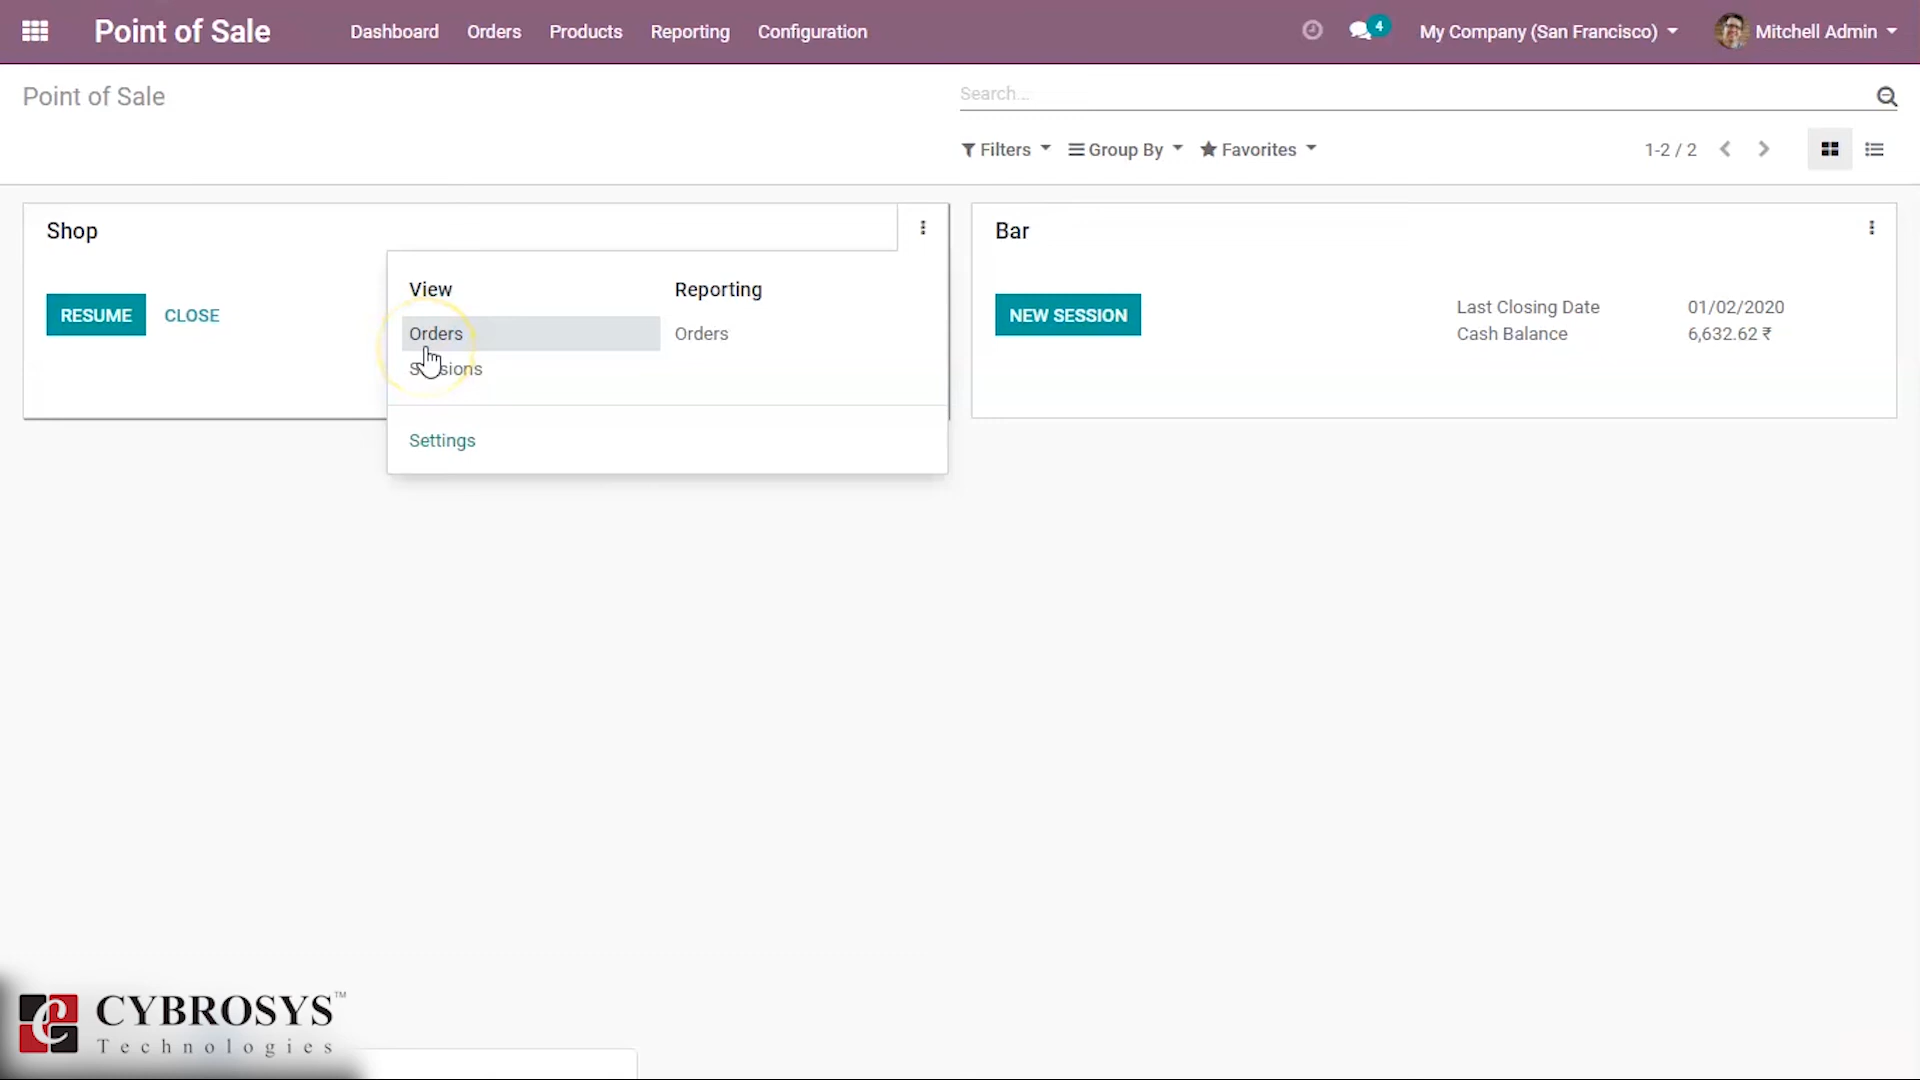 Point of Sale Dashboard Orders Products Reporting Configuration 4 My Company (San Francisco) Mitchell Admin
Point of Sale
Search...
Filters Group By Favorites 1-2 / 2
Shop
View
Orders
Sessions
Reporting
Orders
RESUME CLOSE
Settings
Bar
NEW SESSION
Last Closing Date 01/02/2020
Cash Balance 6,632.62 ₹
CYBROSYS™
Technologies